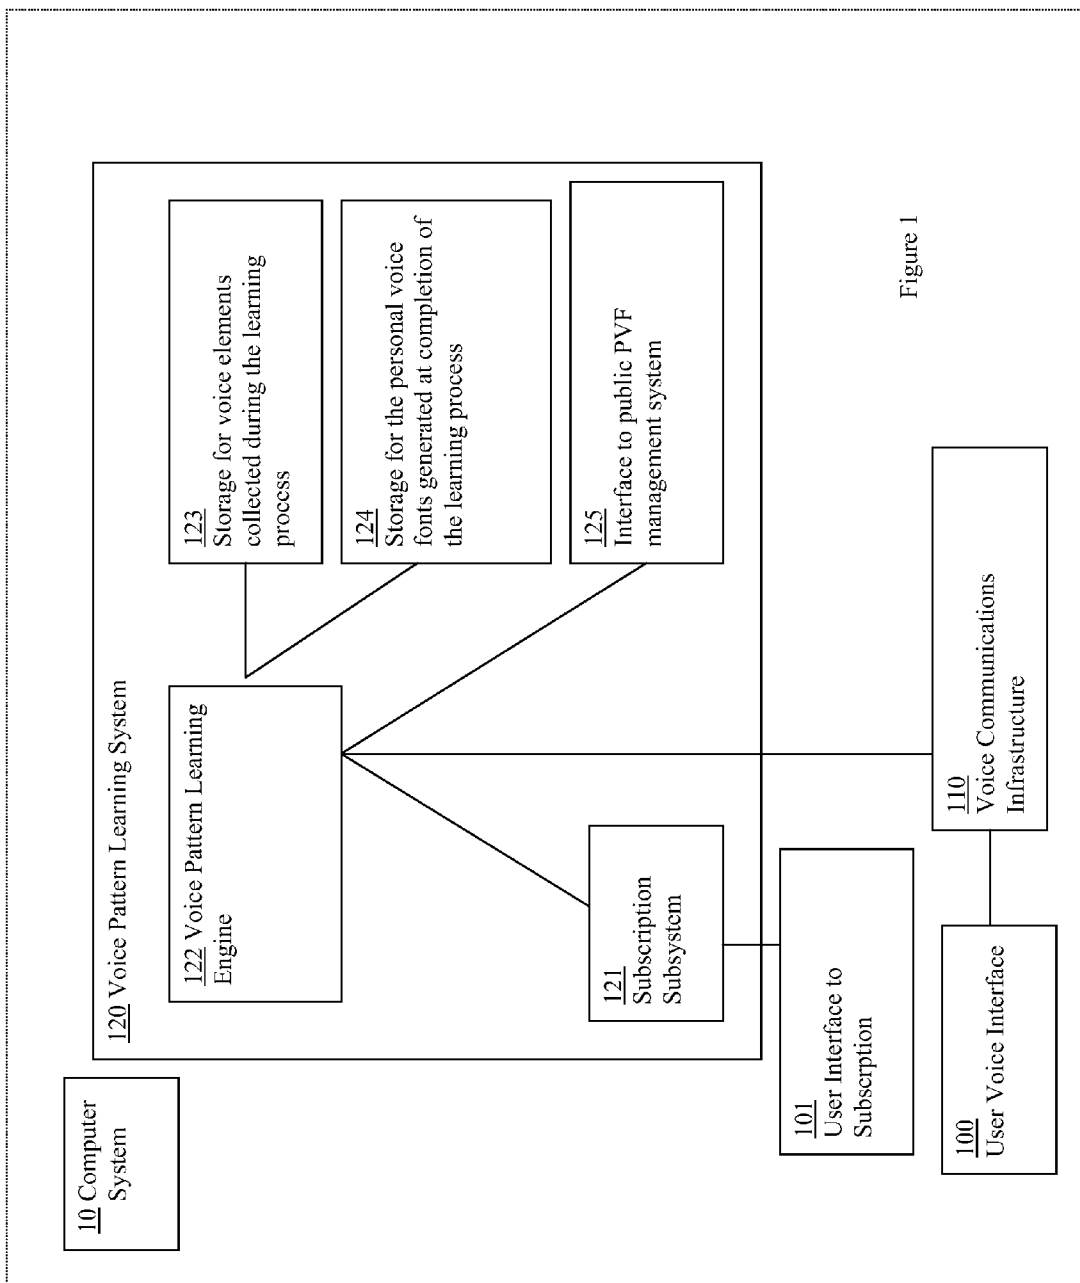 10 Computer
System
120 Voice Pattern Learning System
122 Voice Pattern Learning
Engine
123
Storage for voice elements
collected during the learning
process
124
Storage for the personal voice
fonts generated at completion of
the learning process
121
Subscription
Subsystem
125
Interface to public PVF
management system
101
User Interface to
Subscrption
100
User Voice Interface
110
Voice Communications
Infrastructure
Figure 1